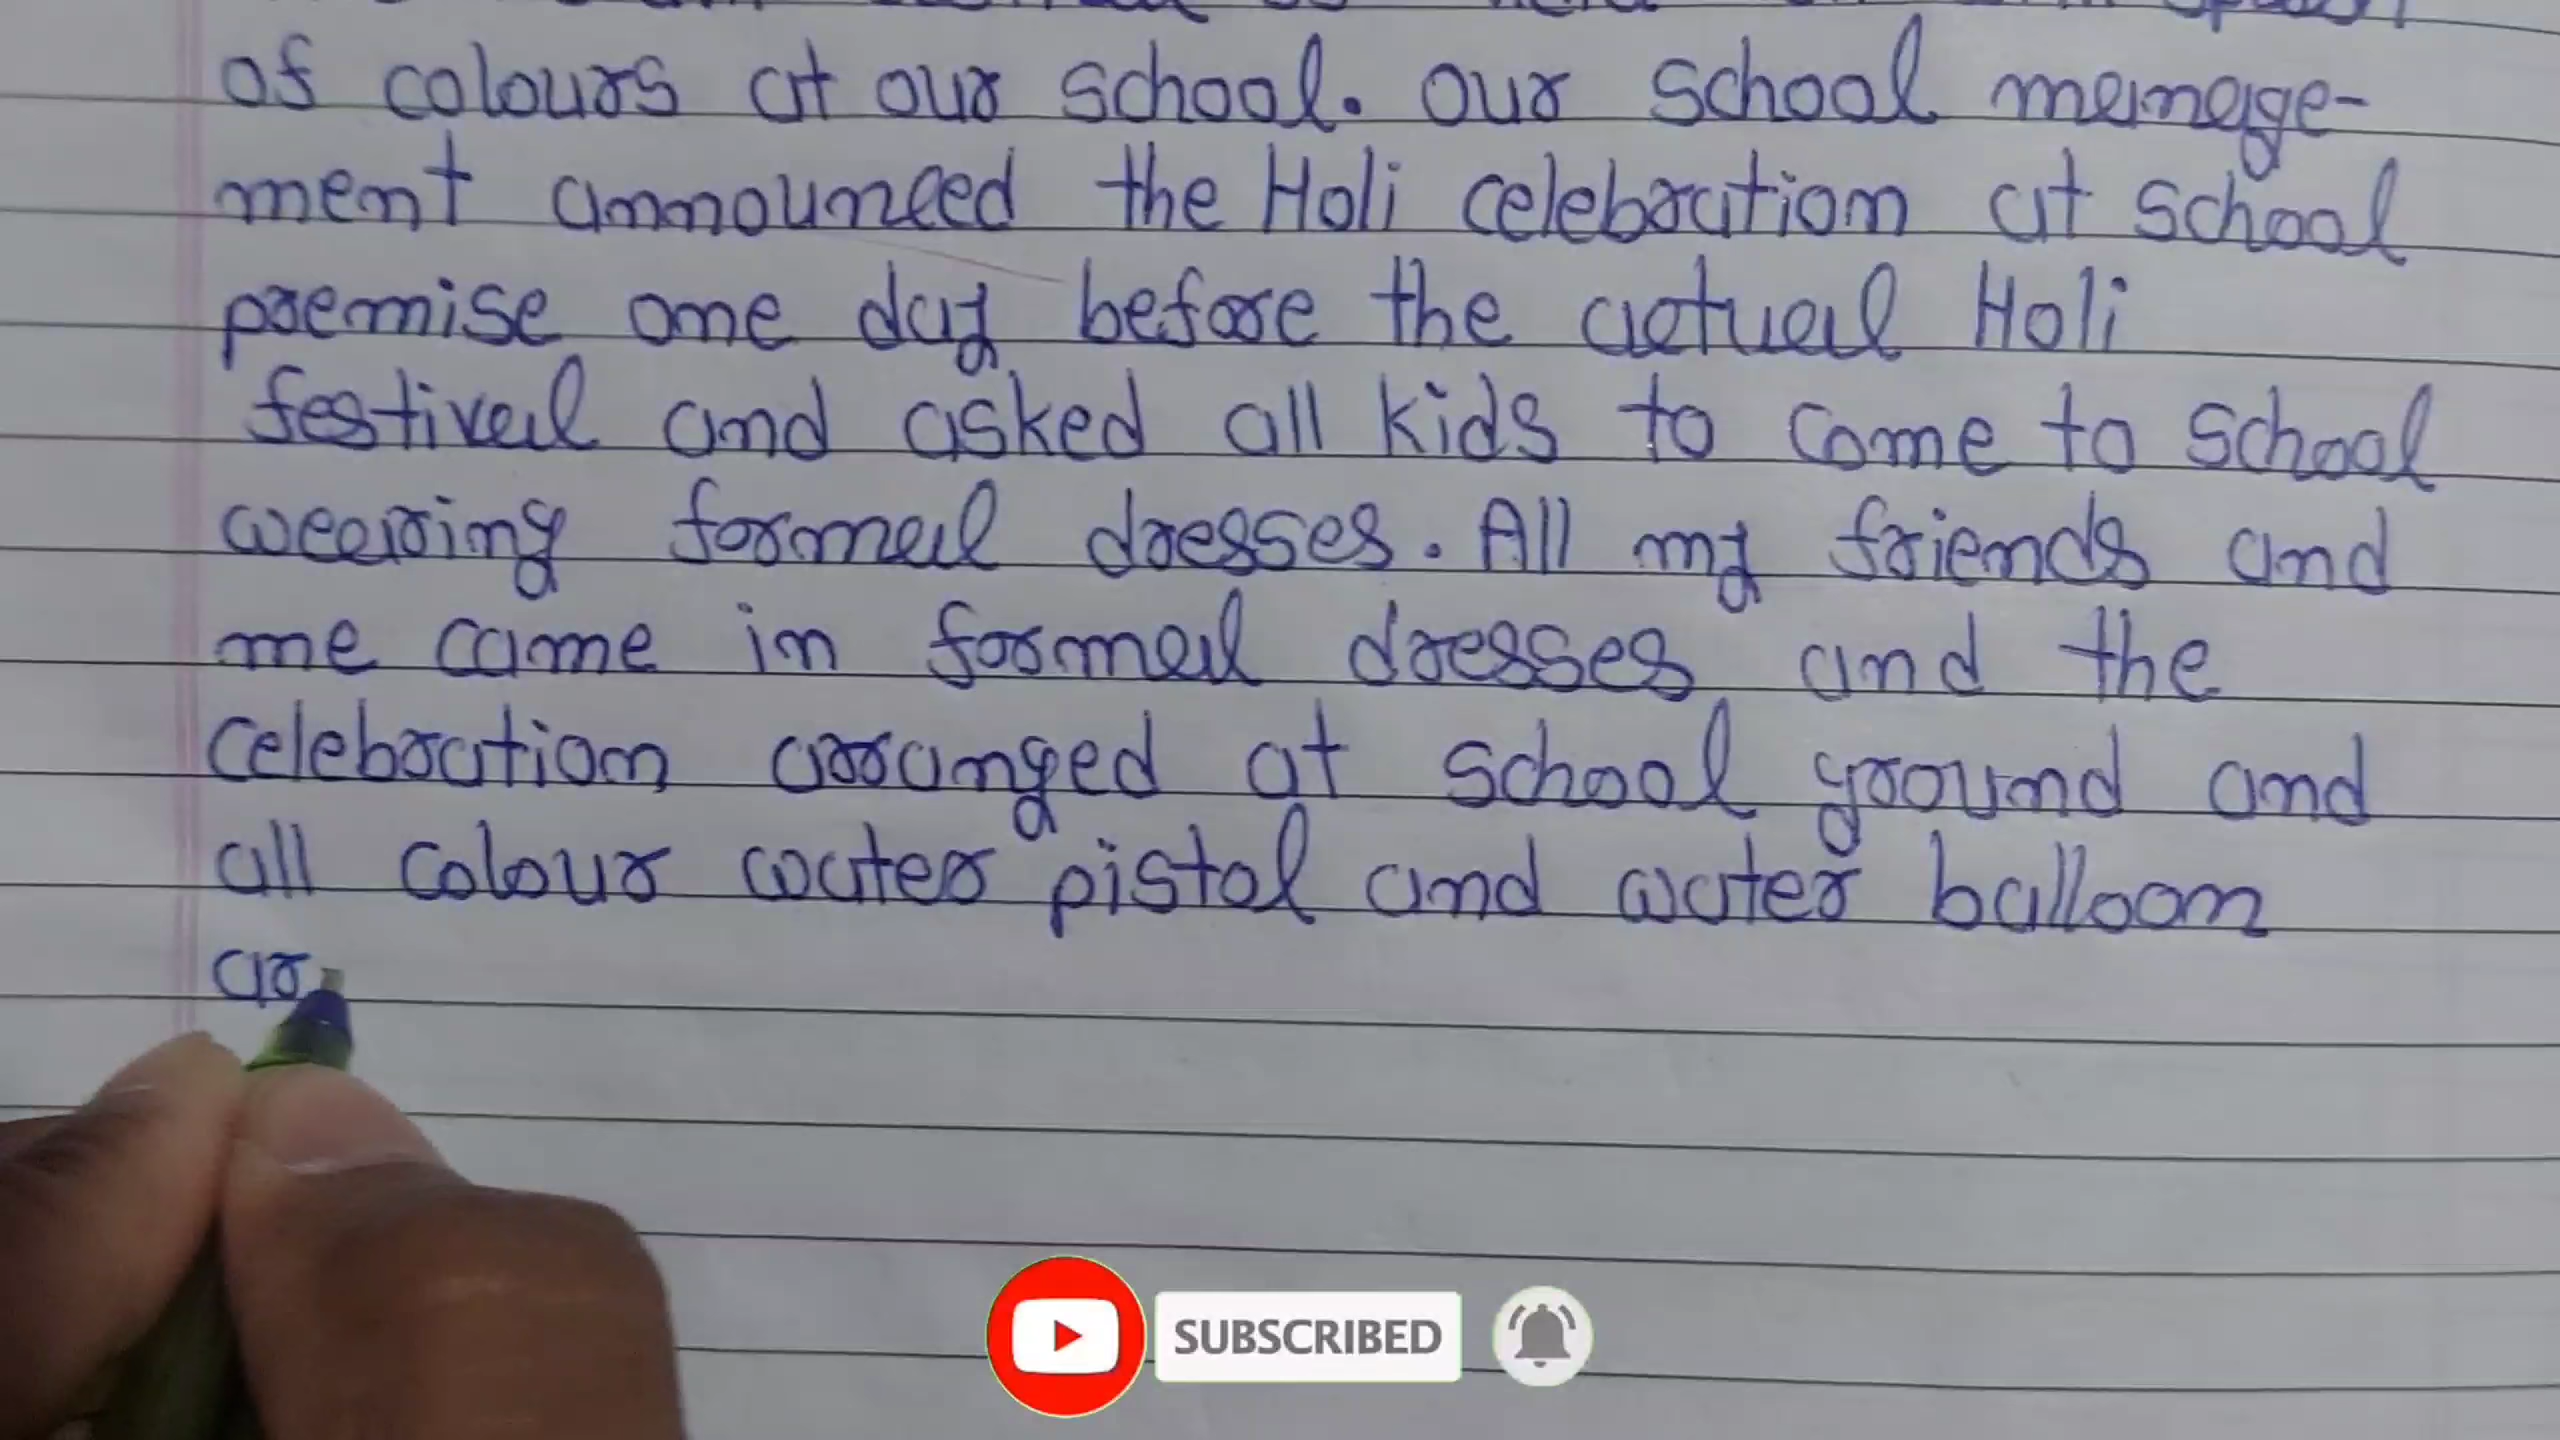 of colours at our school. Our school manage-
ment announced the Holi celebration at school
premise one day before the actual Holi
festival and asked all kids to come to school
wearing formal dresses. All my friends and
me came in formal dresses and the
celebration arranged at school ground and
all colour water pistol and water balloon
ar
SUBSCRIBED